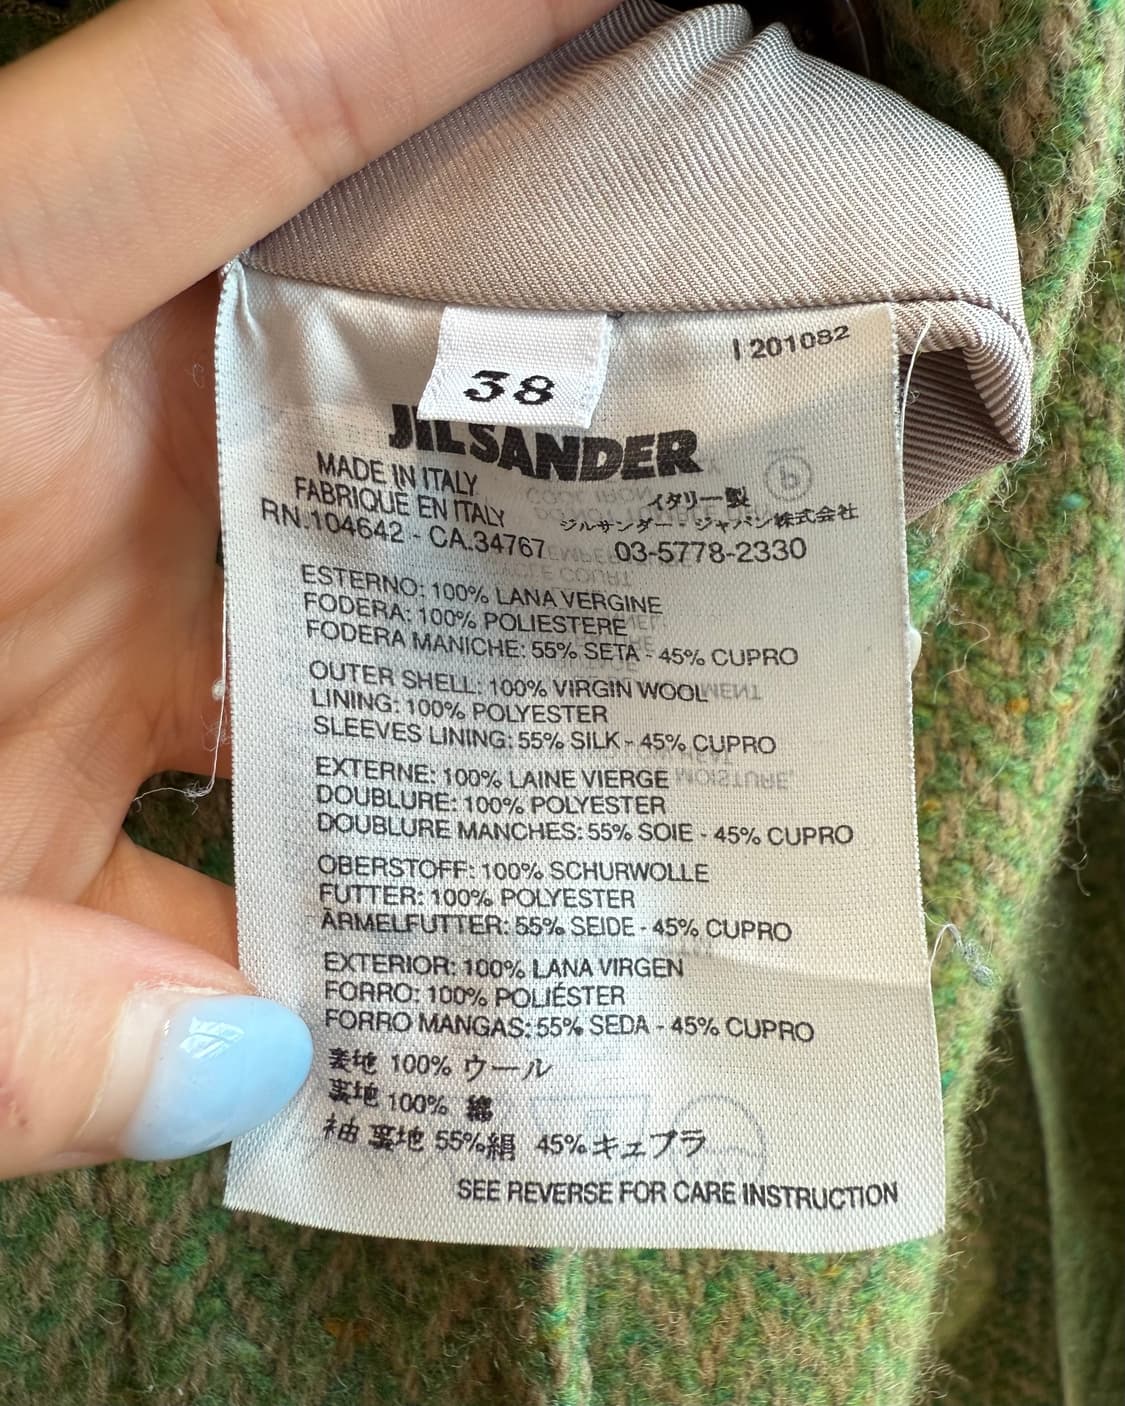 I 201082
38
JIL SANDER
MADE IN ITALY
FABRIQUE EN ITALY
RN.104642 - CA.34767
イタリー製
ジルサンダー・ジャパン株式会社
03-5778-2330
ESTERNO: 100% LANA VERGINE
FODERA: 100% POLIESTERE
FODERA MANICHE: 55% SETA - 45% CUPRO
OUTER SHELL: 100% VIRGIN WOOL
LINING: 100% POLYESTER
SLEEVES LINING: 55% SILK - 45% CUPRO
EXTERNE: 100% LAINE VIERGE
DOUBLURE: 100% POLYESTER
DOUBLURE MANCHES: 55% SOIE - 45% CUPRO
OBERSTOFF: 100% SCHURWOLLE
FUTTER: 100% POLYESTER
ÄRMELFUTTER: 55% SEIDE - 45% CUPRO
EXTERIOR: 100% LANA VIRGEN
FORRO: 100% POLIÉSTER
FORRO MANGAS: 55% SEDA - 45% CUPRO
表地 100% ウール
裏地 100%
袖 裏地 55%絹 45%キュプラ
SEE REVERSE FOR CARE INSTRUCTION